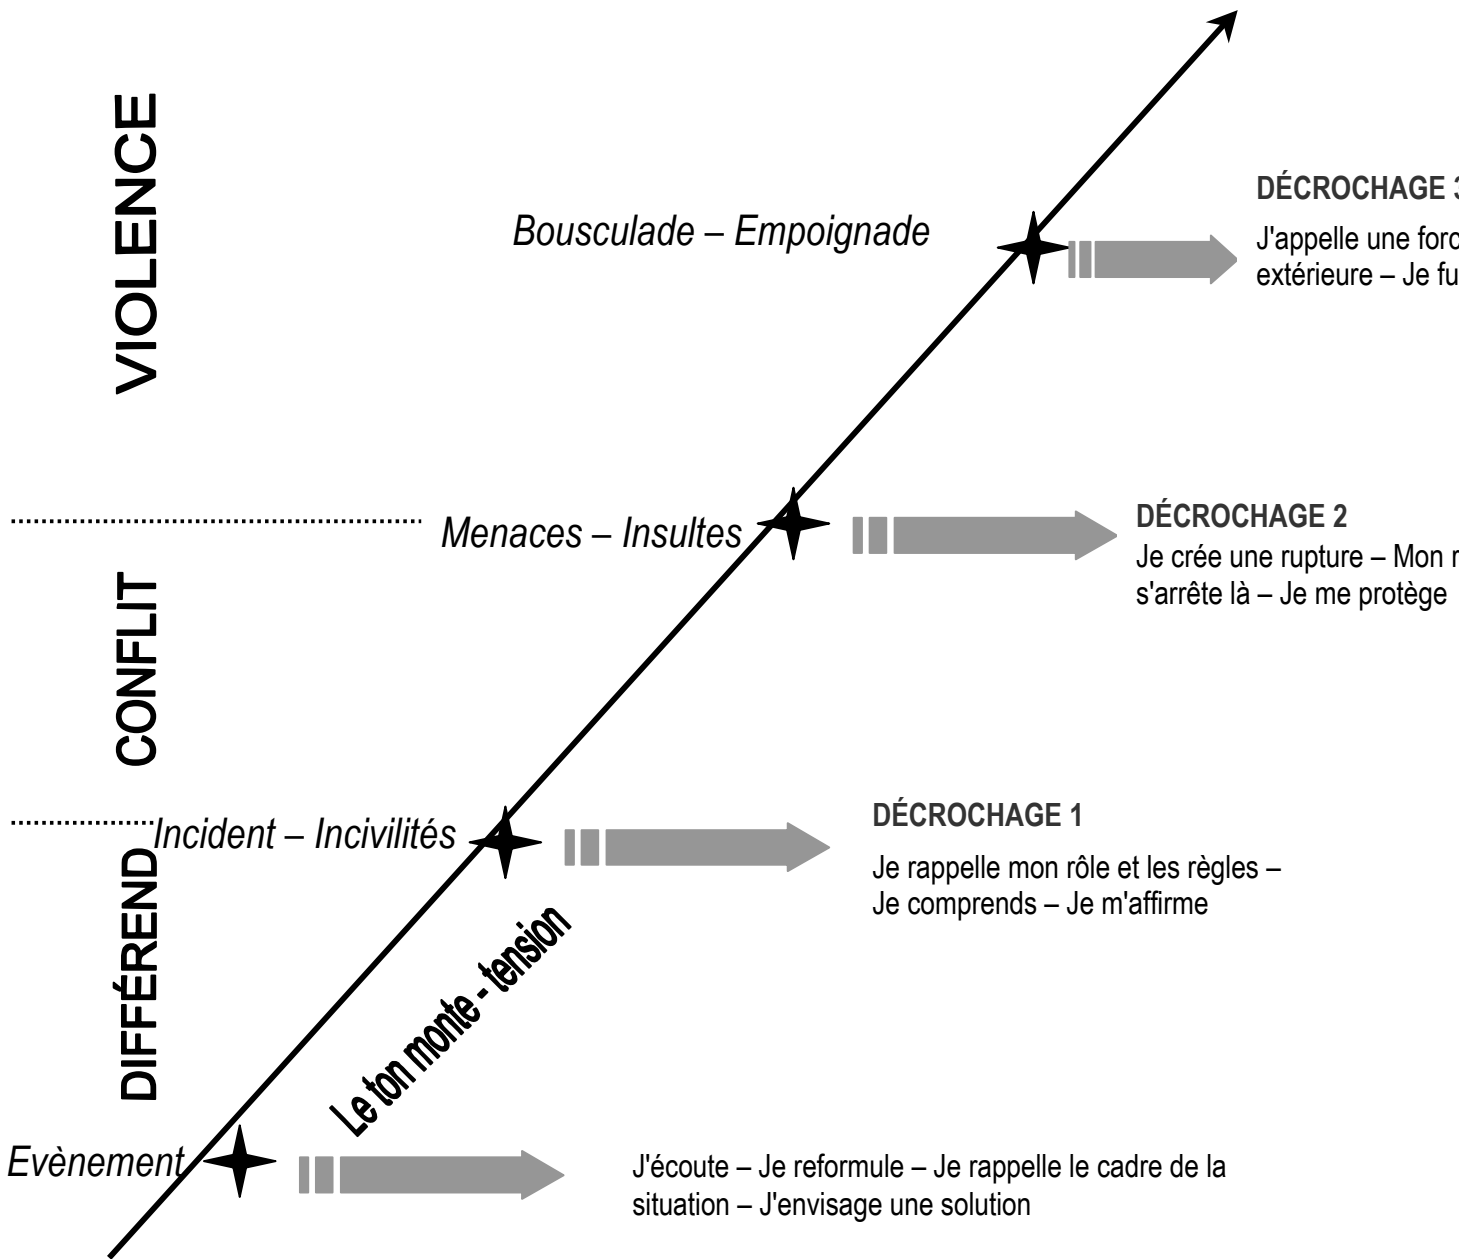 VIOLENCE
Bousculade – Empoignade
DÉCROCHAGE
J'appelle une
extérieure – Je
Menaces – Insultes
DÉCROCHAGE 2
Je crée une rupture – Mon
s'arrête là – Je me protège
CONFLIT
Incident – Incivilités
DÉCROCHAGE 1
Je rappelle mon rôle et les règles –
Je comprends – Je m'affirme
DIFFÉREND
Le ton monte - tension
Evènement
J'écoute – Je reformule – Je rappelle le cadre de la
situation – J'envisage une solution